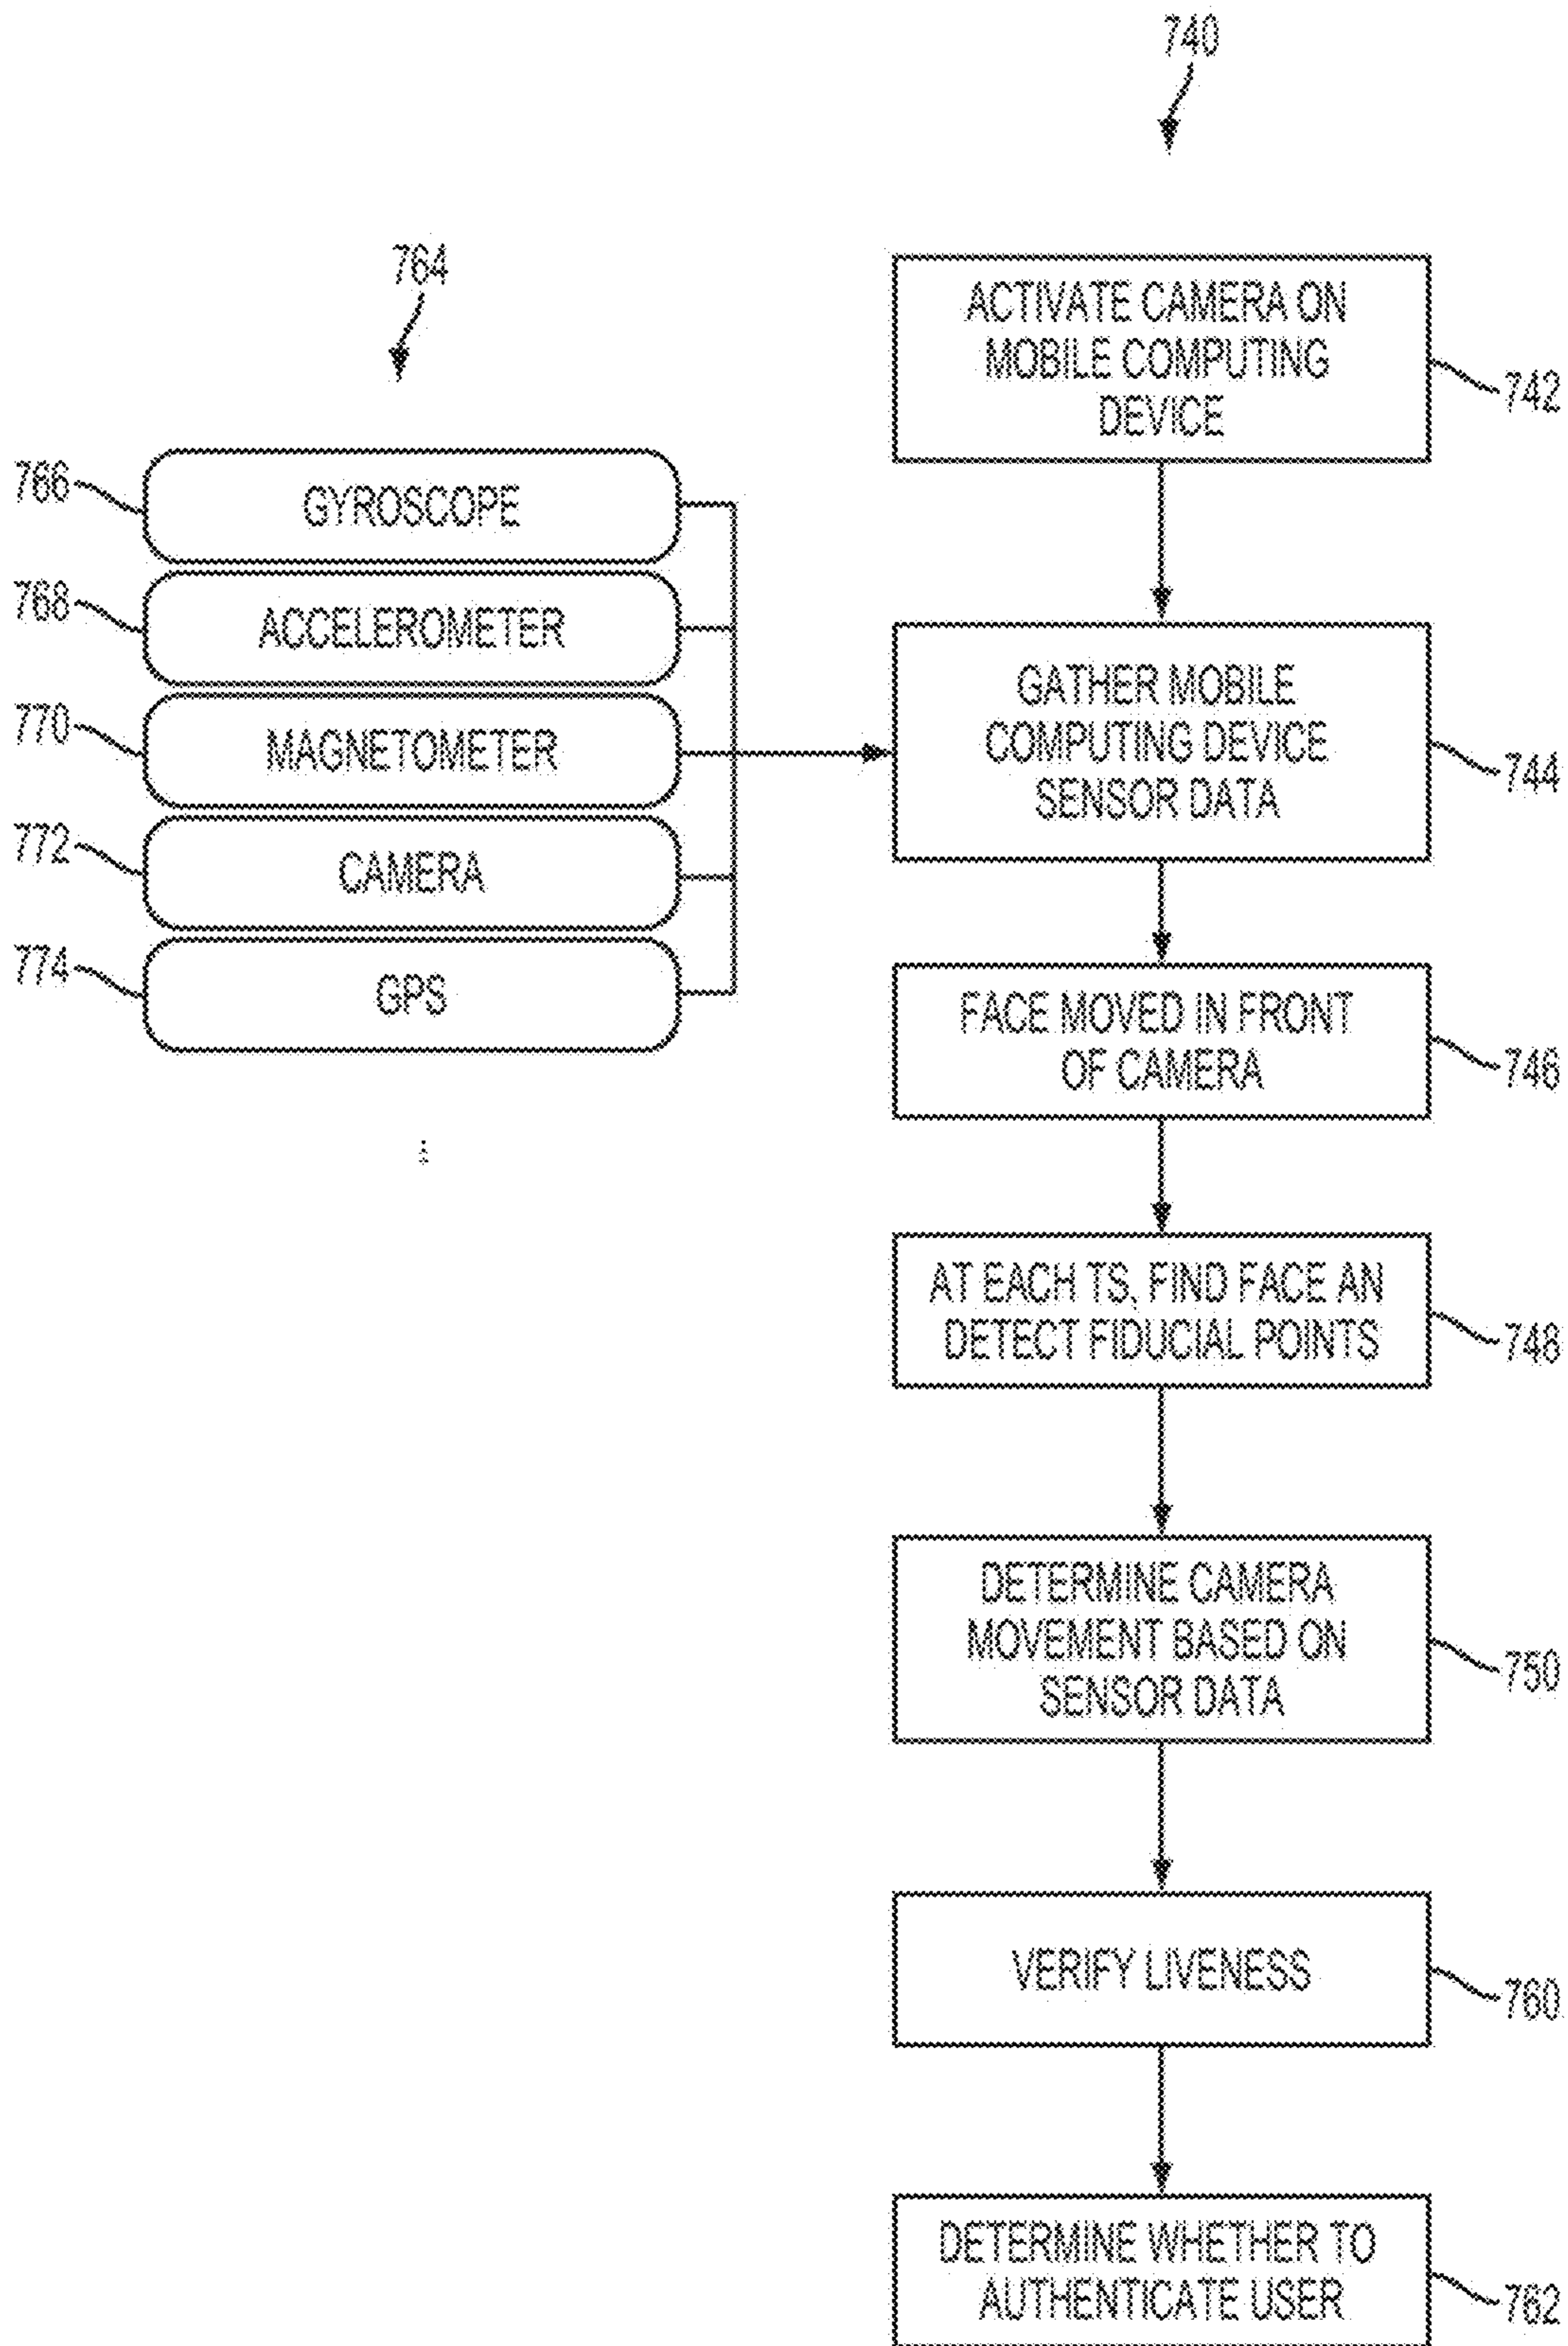 740
764
ACTIVATE CAMERA ON
MOBILE COMPUTING
DEVICE
742
766
GYROSCOPE
768
ACCELEROMETER
770
MAGNETOMETER
772
CAMERA
774
GPS
GATHER MOBILE
COMPUTING DEVICE
SENSOR DATA
744
FACE MOVED IN FRONT
OF CAMERA
746
AT EACH TS, FIND FACE AN
DETECT FIDUCIAL POINTS
748
DETERMINE CAMERA
MOVEMENT BASED ON
SENSOR DATA
750
VERIFY LIVENESS
760
DETERMINE WHETHER TO
AUTHENTICATE USER
762